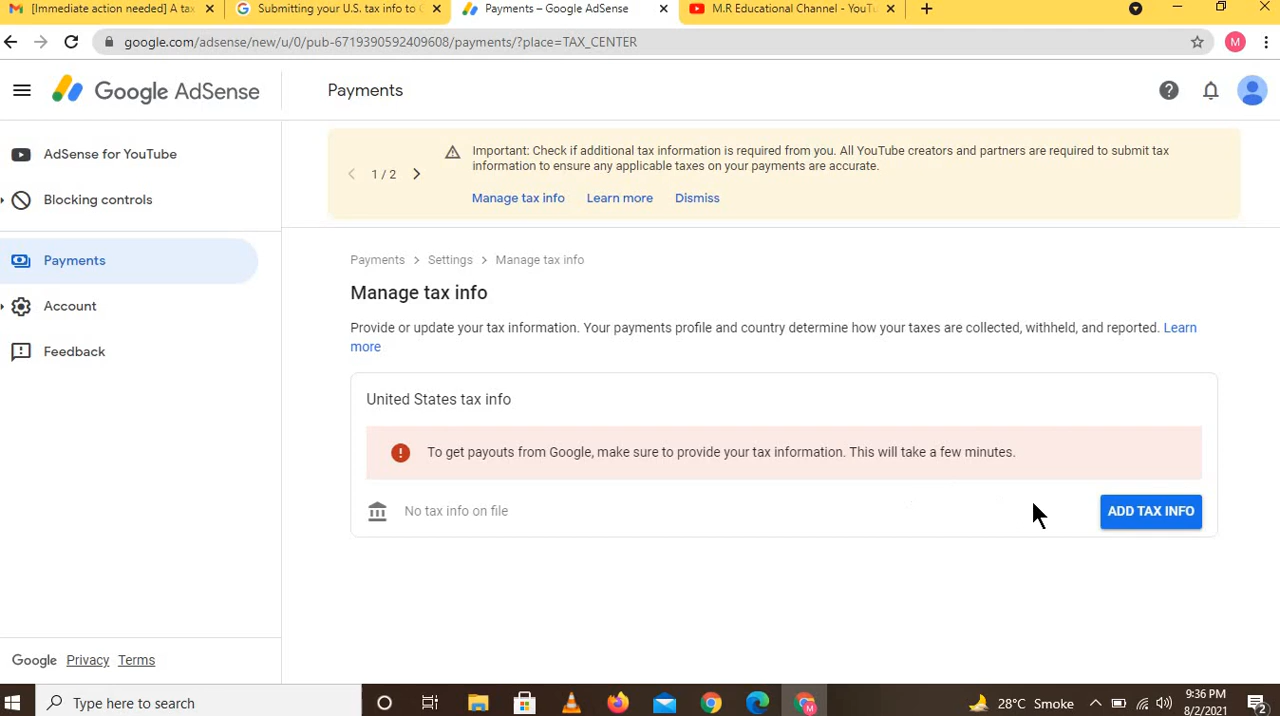 [Immediate action needed] A tax
Submitting your U.S. tax info to G
Payments – Google AdSense
M.R Educational Channel - YouTu
google.com/adsense/new/u/0/pub-6719390592409608/payments/?place=TAX_CENTER
M
Google AdSense
Payments
AdSense for YouTube
Blocking controls
Payments
Account
Feedback
1 / 2
Important: Check if additional tax information is required from you. All YouTube creators and partners are required to submit tax
information to ensure any applicable taxes on your payments are accurate.
Manage tax info Learn more Dismiss
Payments > Settings > Manage tax info
Manage tax info
Provide or update your tax information. Your payments profile and country determine how your taxes are collected, withheld, and reported. Learn
more
United States tax info
To get payouts from Google, make sure to provide your tax information. This will take a few minutes.
No tax info on file
ADD TAX INFO
Google Privacy Terms
Type here to search
28°C Smoke
9:36 PM
8/2/2021
2